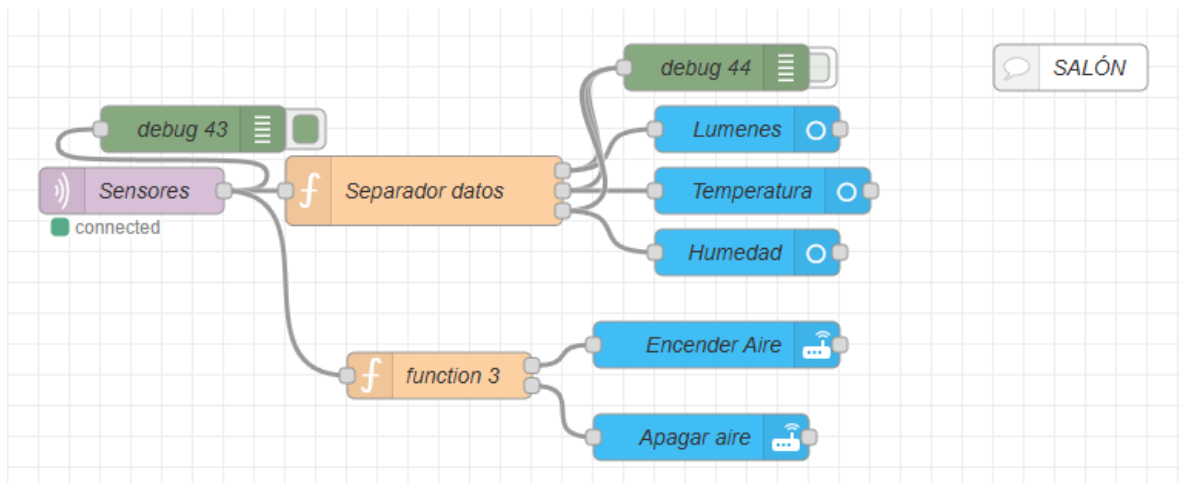 debug 44
SALÓN
debug 43
Lumenes
Sensores
Separador datos
Temperatura
connected
Humedad
Encender Aire
function 3
Apagar aire